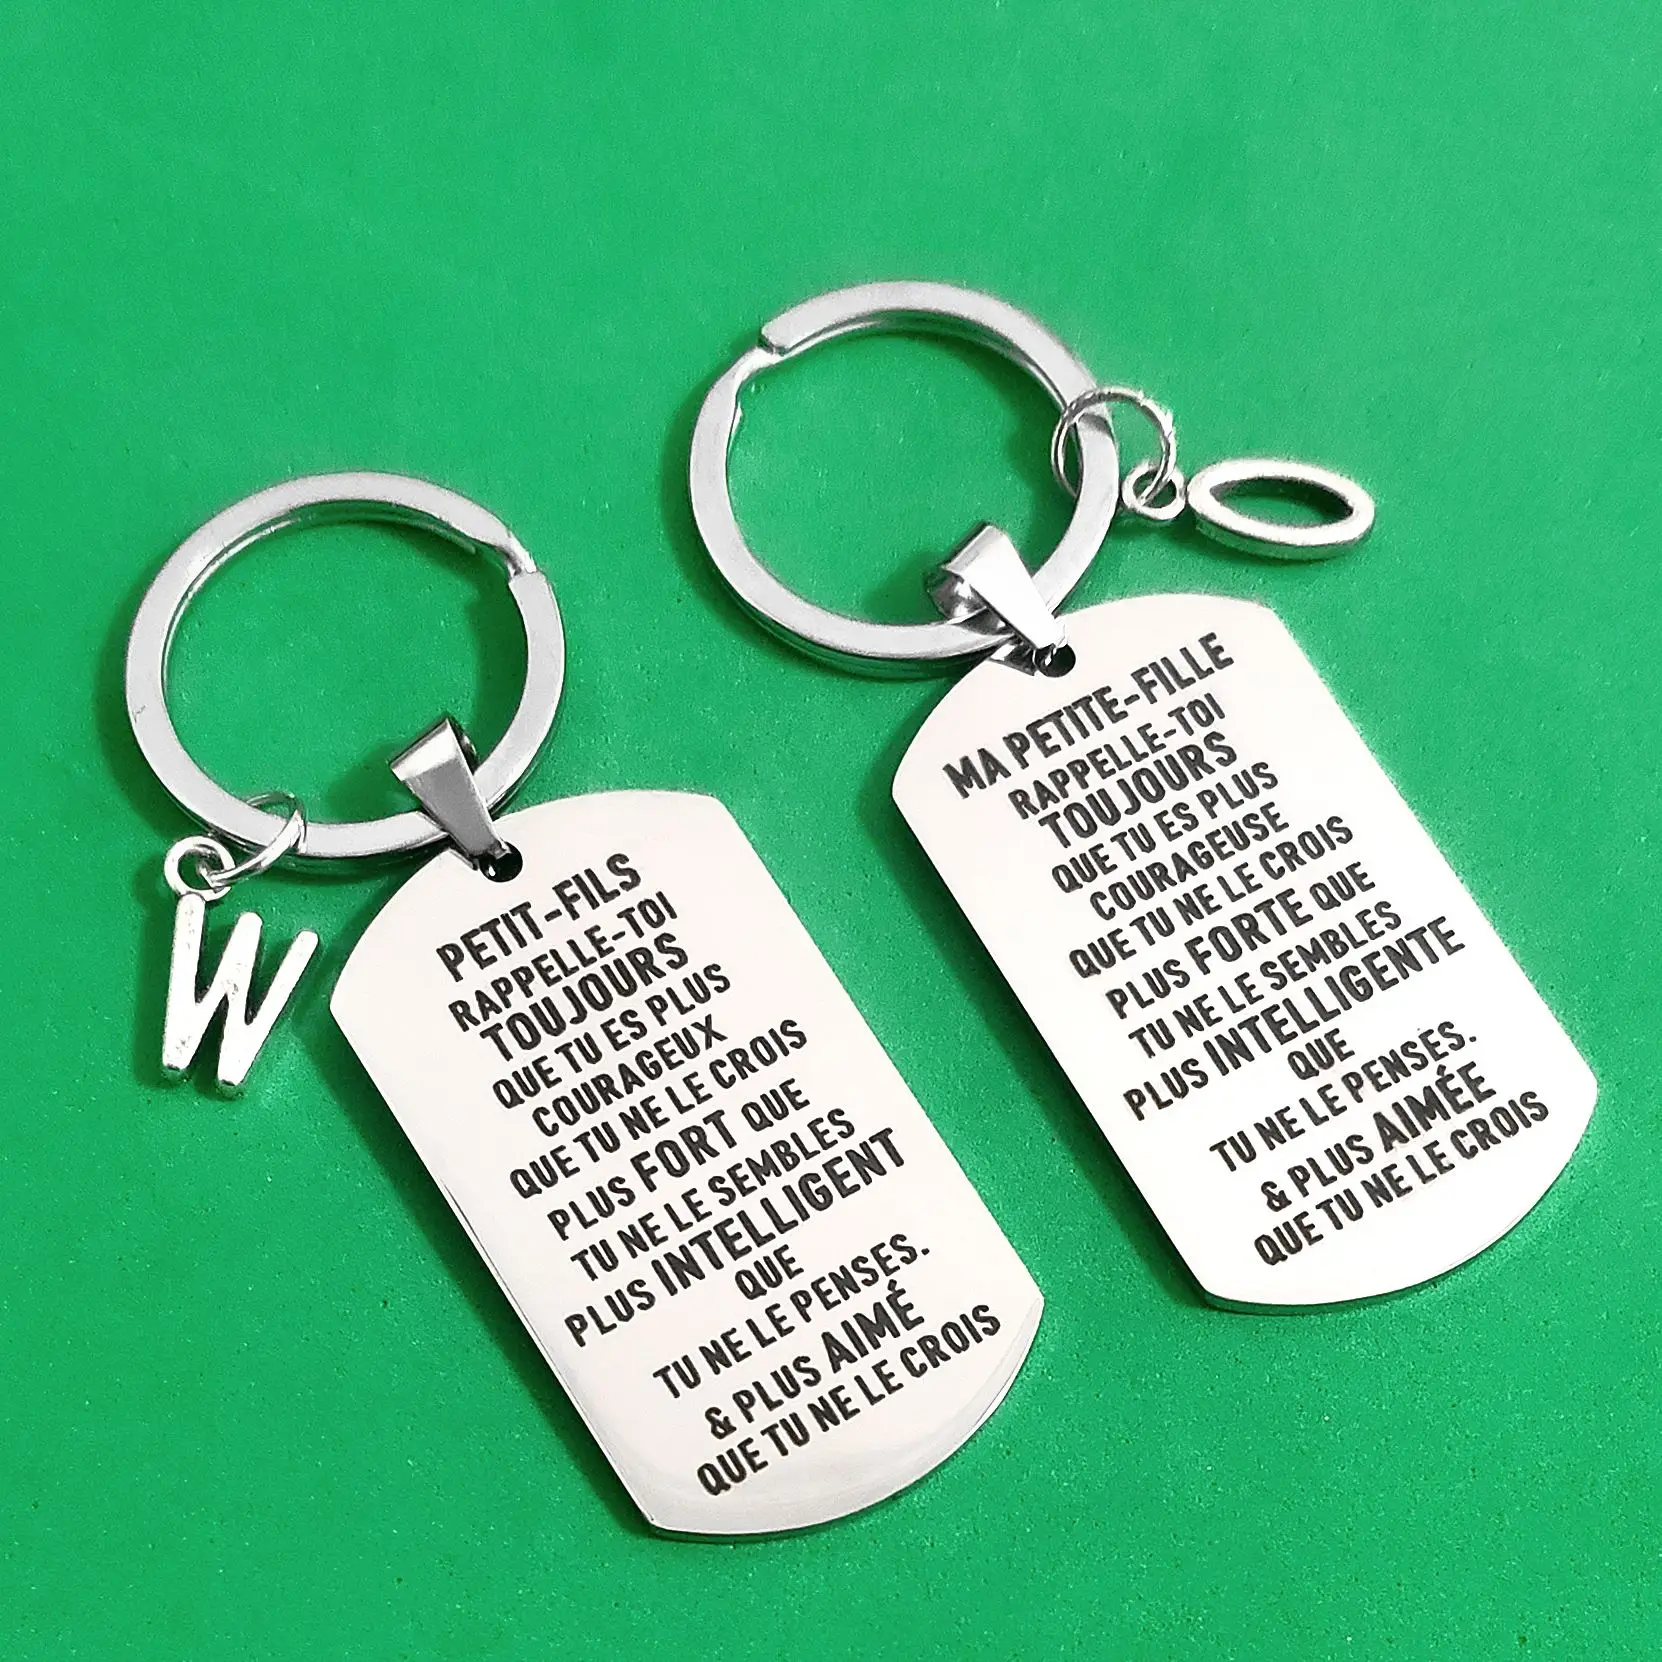 W
PETIT-FILS
RAPPELLE-TOI
TOUJOURS
QUE TU ES PLUS
COURAGEUX
QUE TU NE LE CROIS
PLUS FORT QUE
TU NE LE SEMBLES
PLUS INTELLIGENT
QUE
TU NE LE PENSES.
& PLUS AIMÉ
QUE TU NE LE CROIS
O
MA PETITE-FILLE
RAPPELLE-TOI
TOUJOURS
QUE TU ES PLUS
COURAGEUSE
QUE TU NE LE CROIS
PLUS FORTE QUE
TU NE LE SEMBLES
PLUS INTELLIGENTE
QUE
TU NE LE PENSES.
& PLUS AIMÉE
QUE TU NE LE CROIS